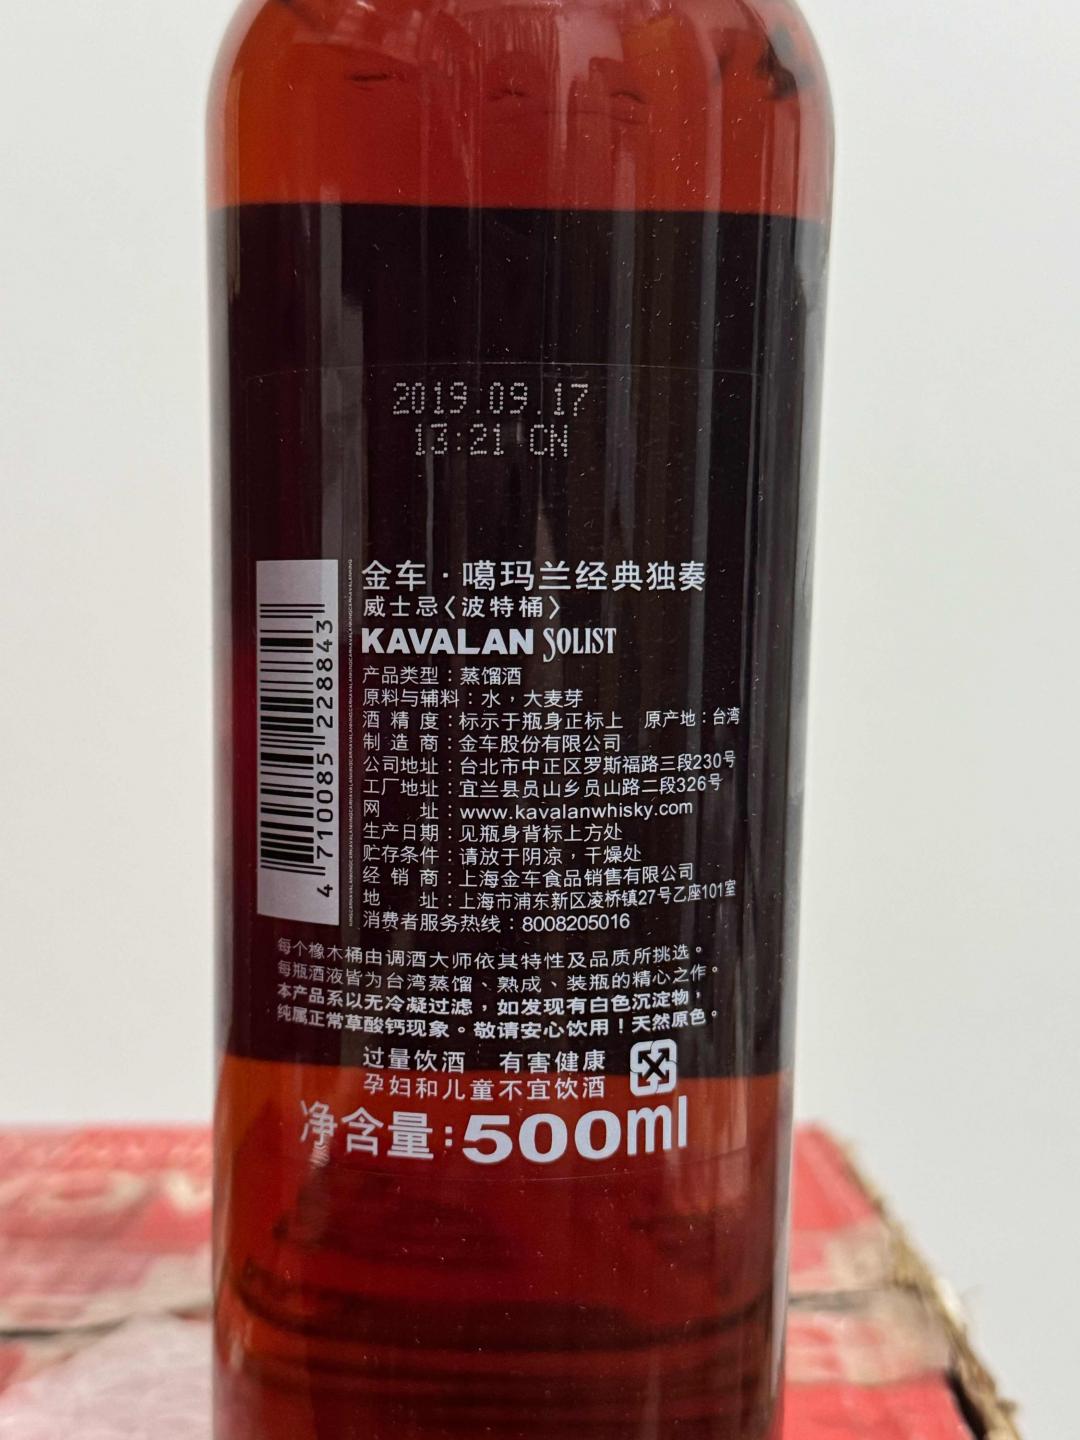 2019.09.17
13:21 CN
金车·噶玛兰经典独奏
威士忌〈波特桶〉
KAVALAN SOLIST
产品类型：蒸馏酒
原料与辅料：水，大麦芽
酒精度：标示于瓶身正标上 原产地：台湾
制造商：金车股份有限公司
公司地址：台北市中正区罗斯福路三段230号
工厂地址：宜兰县员山乡员山路二段326号
网址：www.kavalanwhisky.com
生产日期：见瓶身背标上方处
贮存条件：请放于阴凉，干燥处
经销商：上海金车食品销售有限公司
地址：上海市浦东新区凌桥镇27号乙座101室
消费者服务热线：8008205016
4 710085 228843
每个橡木桶由调酒大师依其特性及品质所挑选。
每瓶酒液皆为台湾蒸馏、熟成、装瓶的精心之作。
本产品系以无冷凝过滤，如发现有白色沉淀物，
纯属正常草酸钙现象。敬请安心饮用！天然原色。
过量饮酒 有害健康
孕妇和儿童不宜饮酒
净含量:500ml